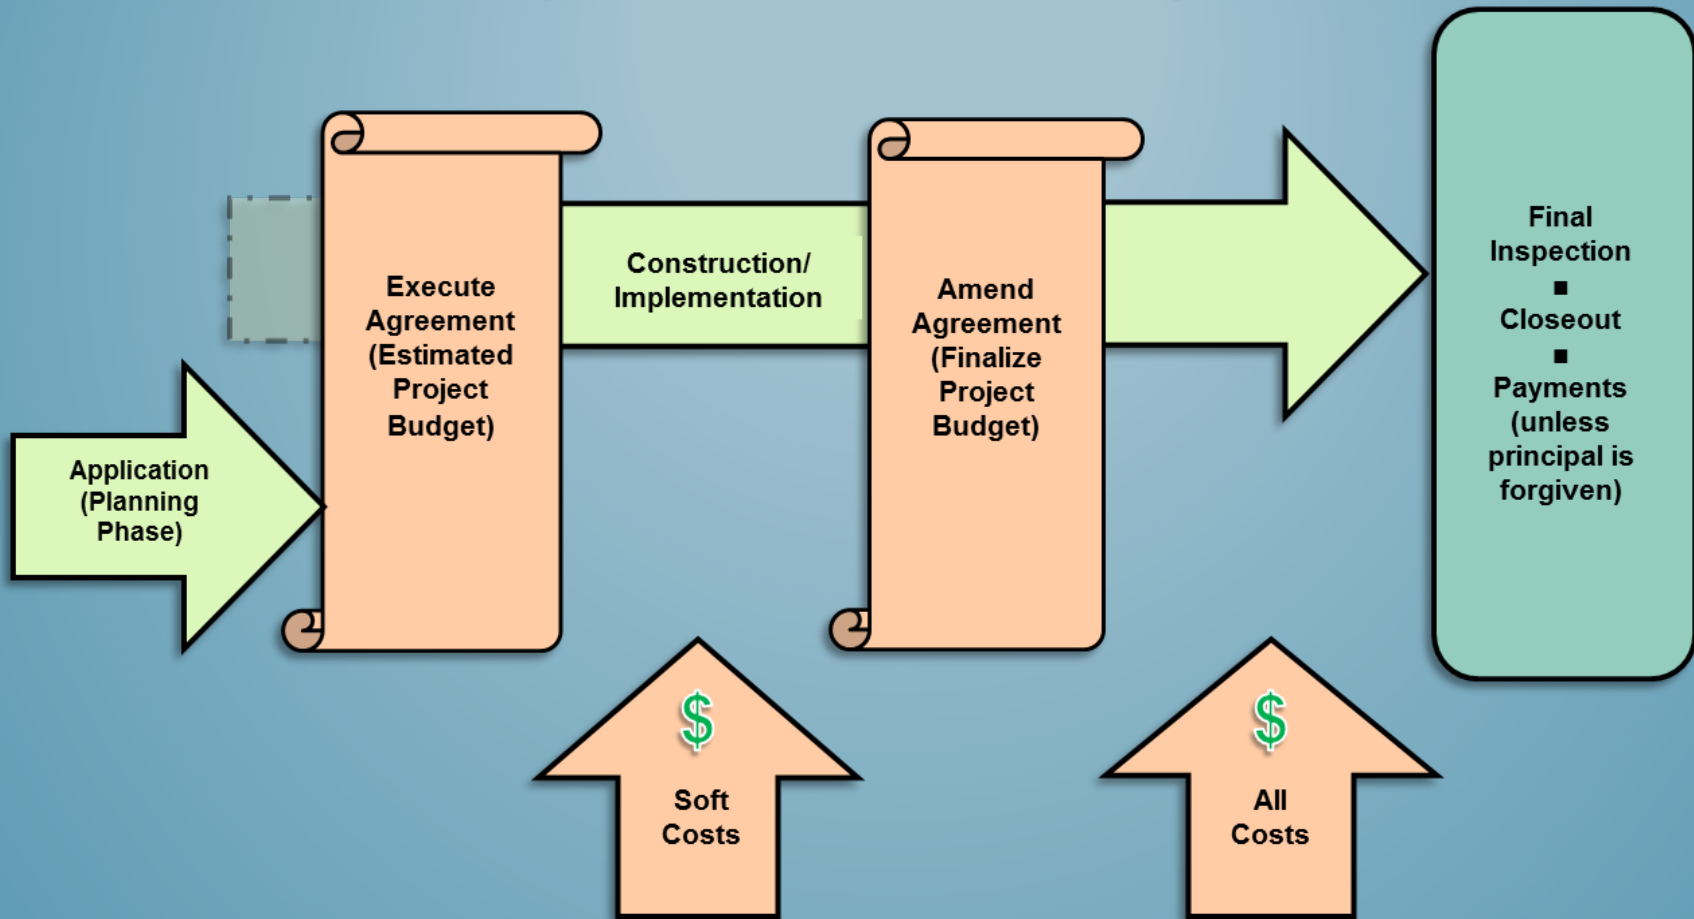 Application
(Planning
Phase)
Execute
Agreement
(Estimated
Project
Budget)
Construction/
Implementation
Amend
Agreement
(Finalize
Project
Budget)
Final
Inspection
■
Closeout
■
Payments
(unless
principal is
forgiven)
$
Soft
Costs
$
All
Costs